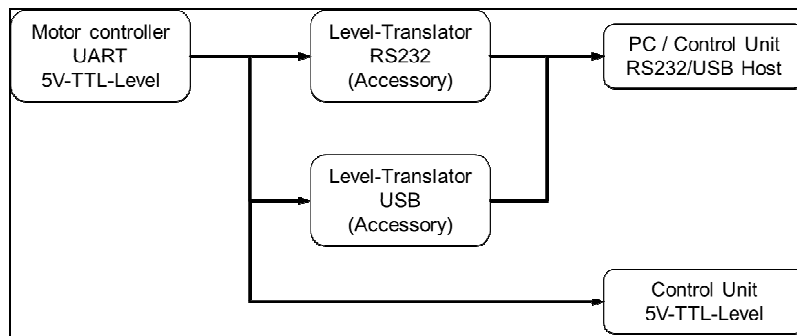 Motor controller
UART
5V-TTL-Level
Level-Translator
RS232
(Accessory)
PC / Control Unit
RS232/USB Host
Level-Translator
USB
(Accessory)
Control Unit
5V-TTL-Level